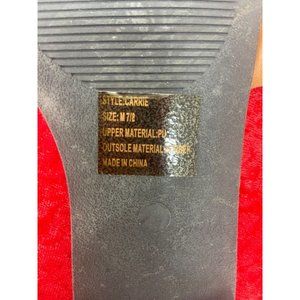 STYLE:CARRIE
SIZE: M 7/8
UPPER MATERIAL:PU
OUTSOLE MATERIAL:
MADE IN CHINA